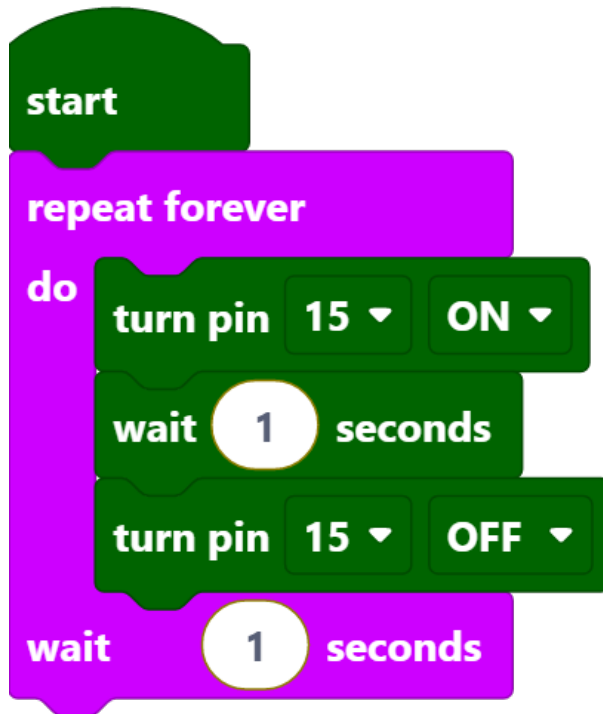 start
repeat forever
do
turn pin 15 ON
wait 1 seconds
turn pin 15 OFF
wait 1 seconds